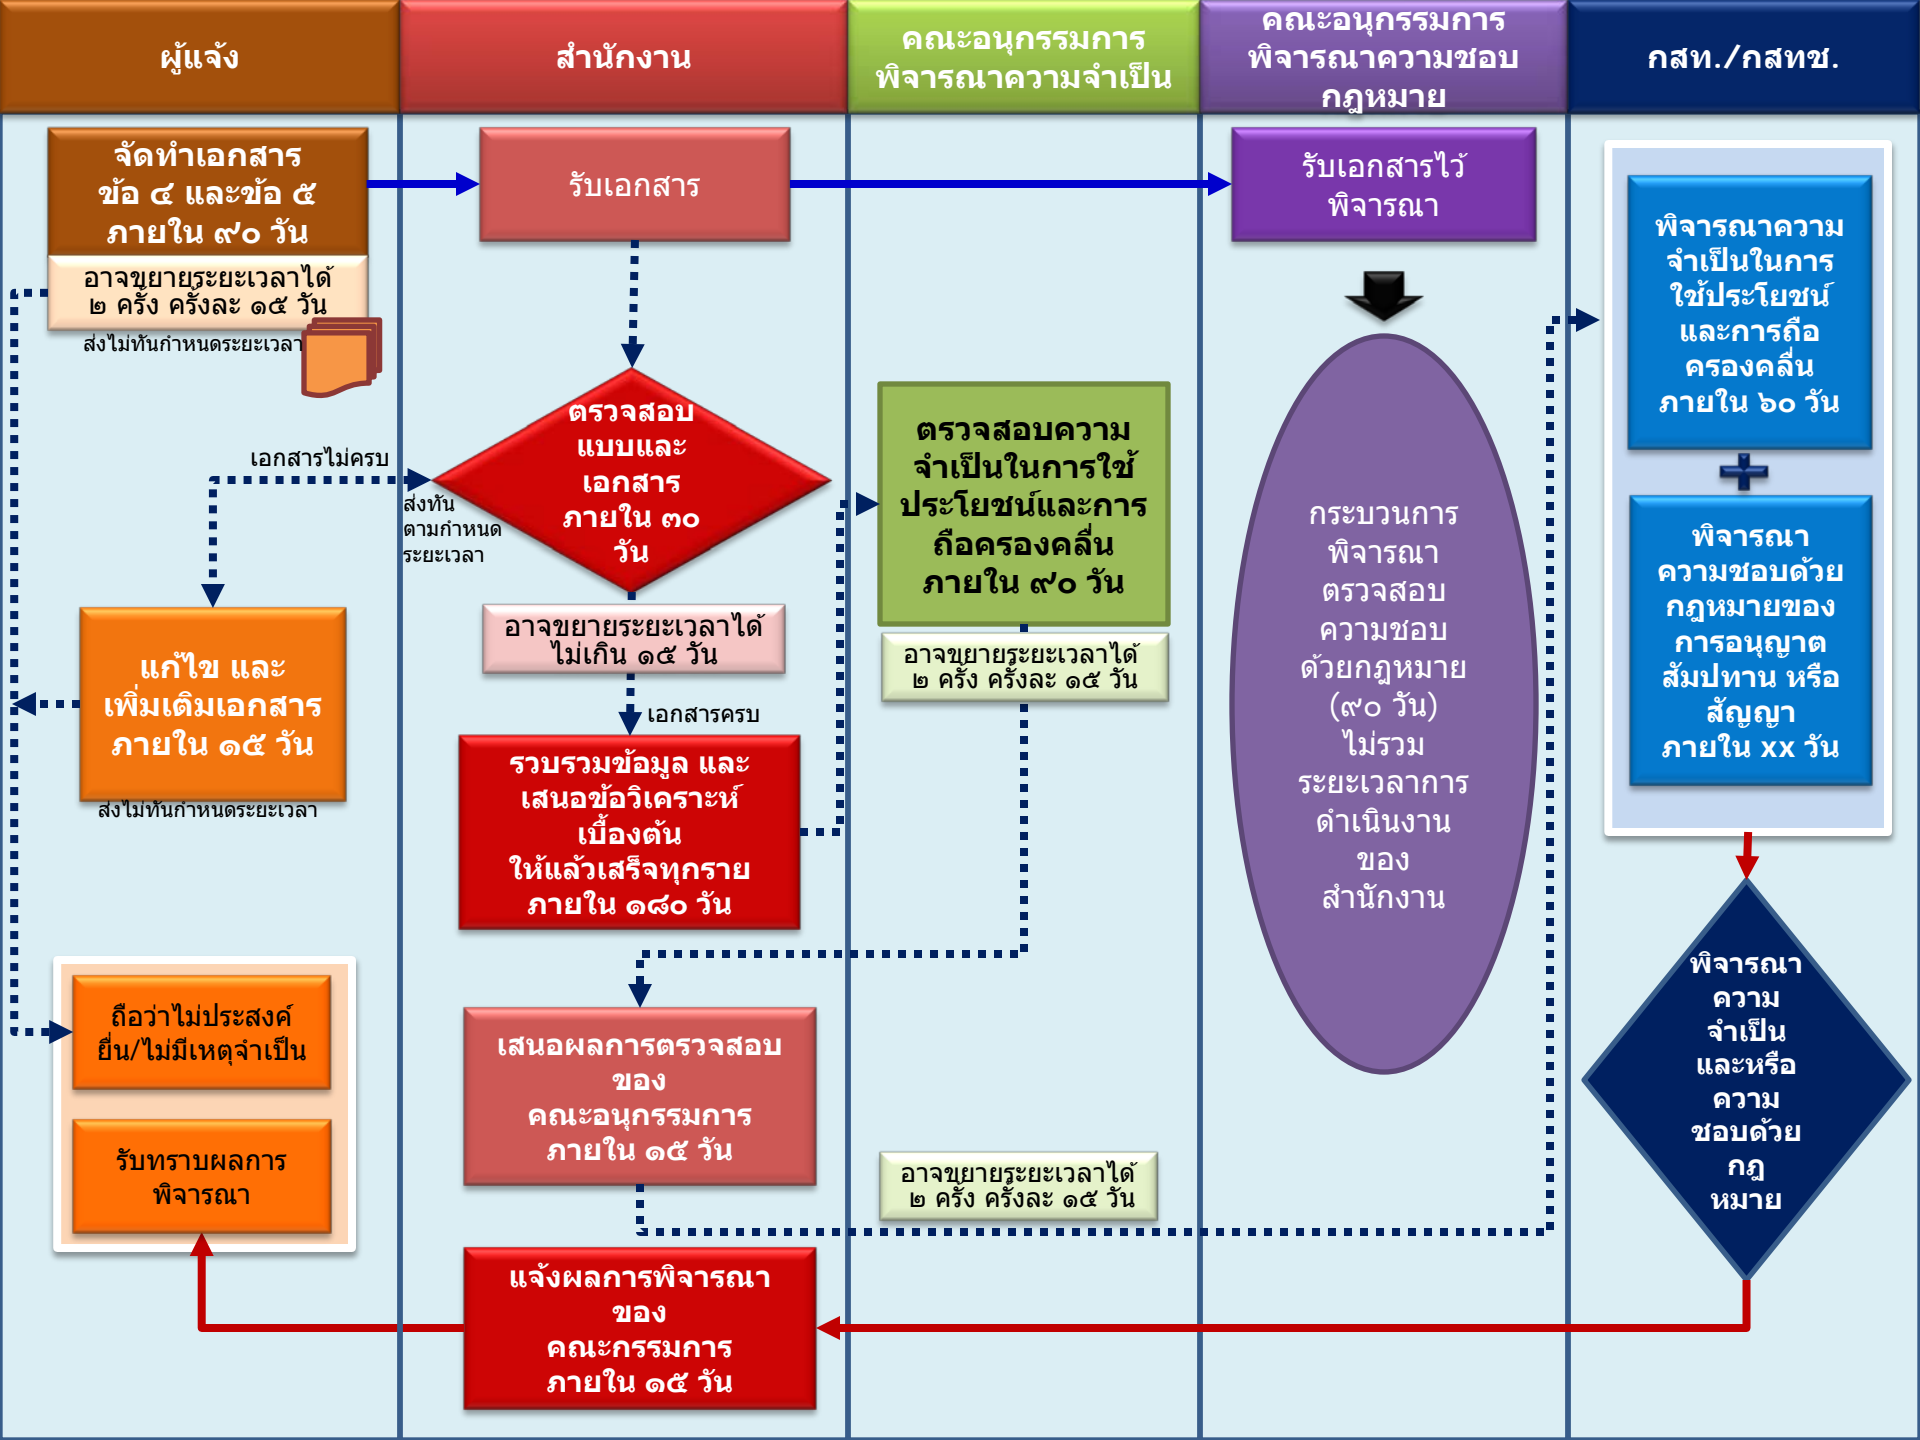 ผู้แจ้ง
สำนักงาน
คณะอนุกรรมการ
พิจารณาความจำเป็น
คณะอนุกรรมการ
พิจารณาความชอบ
กฎหมาย
กสท./กสทช.
จัดทำเอกสาร
ข้อ ๔ และข้อ ๕
ภายใน ๙๐ วัน
อาจขยายระยะเวลาได้
๒ ครั้ง ครั้งละ ๑๕ วัน
ส่งไม่ทันกำหนดระยะเวลา
รับเอกสาร
รับเอกสารไว้
พิจารณา
เอกสารไม่ครบ
ส่งทัน
ตามกำหนด
ระยะเวลา
ตรวจสอบ
แบบและ
เอกสาร
ภายใน ๓๐
วัน
อาจขยายระยะเวลาได้
ไม่เกิน ๑๕ วัน
เอกสารครบ
แก้ไข และ
เพิ่มเติมเอกสาร
ภายใน ๑๕ วัน
ส่งไม่ทันกำหนดระยะเวลา
รวบรวมข้อมูล และ
เสนอข้อวิเคราะห์
เบื้องต้น
ให้แล้วเสร็จทุกราย
ภายใน ๑๘๐ วัน
ตรวจสอบความ
จำเป็นในการใช้
ประโยชน์และการ
ถือครองคลื่น
ภายใน ๙๐ วัน
อาจขยายระยะเวลาได้
๒ ครั้ง ครั้งละ ๑๕ วัน
กระบวนการ
พิจารณา
ตรวจสอบ
ความชอบ
ด้วยกฎหมาย
(๙๐ วัน)
ไม่รวม
ระยะเวลาการ
ดำเนินงาน
ของ
สำนักงาน
พิจารณาความ
จำเป็นในการ
ใช้ประโยชน์
และการถือ
ครองคลื่น
ภายใน ๖๐ วัน
พิจารณา
ความชอบด้วย
กฎหมายของ
การอนุญาต
สัมปทาน หรือ
สัญญา
ภายใน xx วัน
พิจารณา
ความ
จำเป็น
และหรือ
ความ
ชอบด้วย
กฎ
หมาย
ถือว่าไม่ประสงค์
ยื่น/ไม่มีเหตุจำเป็น
รับทราบผลการ
พิจารณา
เสนอผลการตรวจสอบ
ของ
คณะอนุกรรมการ
ภายใน ๑๕ วัน
อาจขยายระยะเวลาได้
๒ ครั้ง ครั้งละ ๑๕ วัน
แจ้งผลการพิจารณา
ของ
คณะกรรมการ
ภายใน ๑๕ วัน